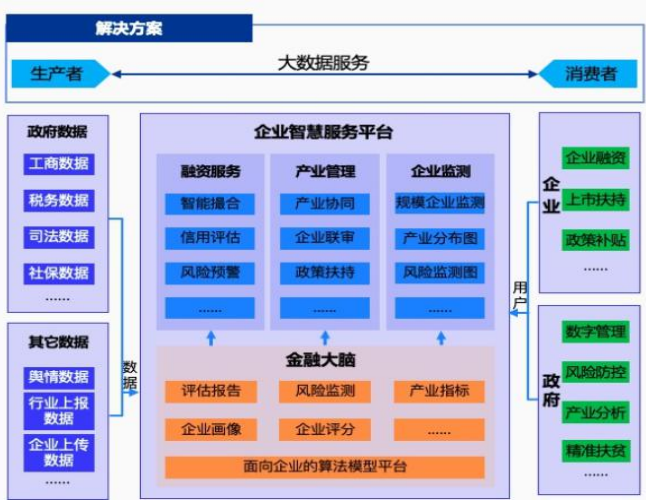 解决方案
生产者
大数据服务
消费者
政府数据
工商数据
税务数据
司法数据
社保数据
......
其它数据
舆情数据
行业上报
数据
企业上传
数据
......
数据
企业智慧服务平台
融资服务
智能撮合
信用评估
风险预警
......
产业管理
产业协同
企业联审
政策扶持
......
企业监测
规模企业监测
产业分布图
风险监测图
......
金融大脑
评估报告
风险监测
产业指标
企业画像
企业评分
......
面向企业的算法模型平台
用户
企业
企业融资
上市扶持
政策补贴
......
政府
数字管理
风险防控
产业分析
精准扶贫
......